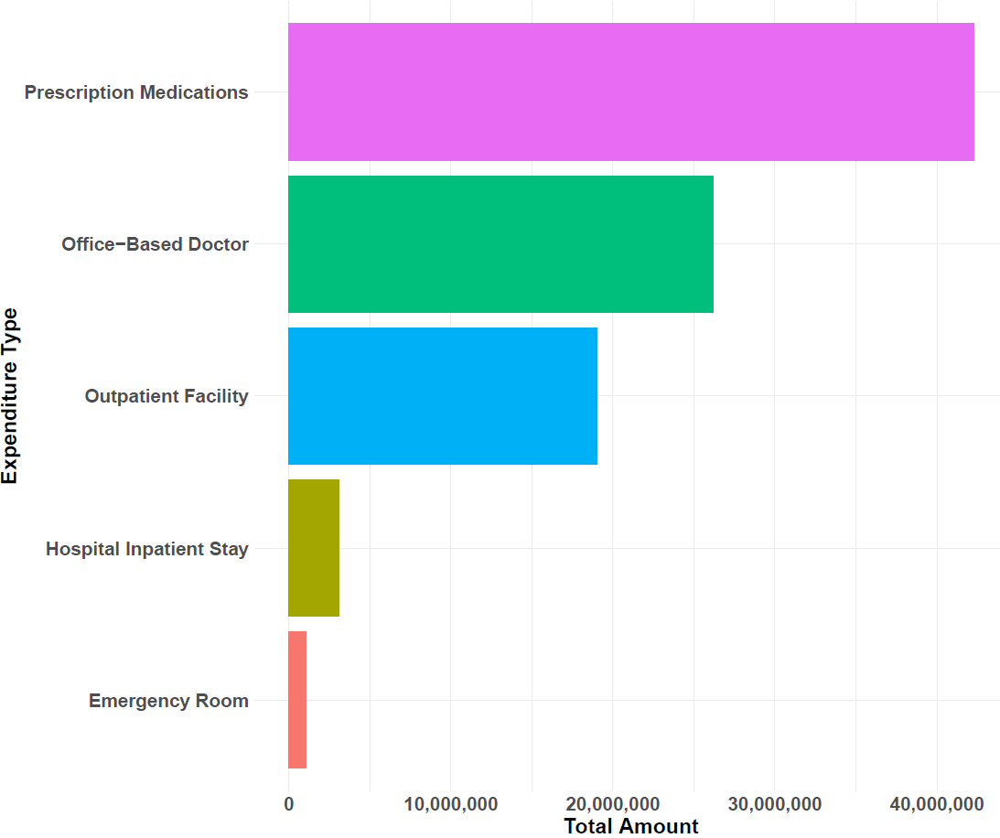 Expenditure Type
Prescription Medications
Office−Based Doctor
Outpatient Facility
Hospital Inpatient Stay
Emergency Room
0 10,000,000 20,000,000 30,000,000 40,000,000
Total Amount